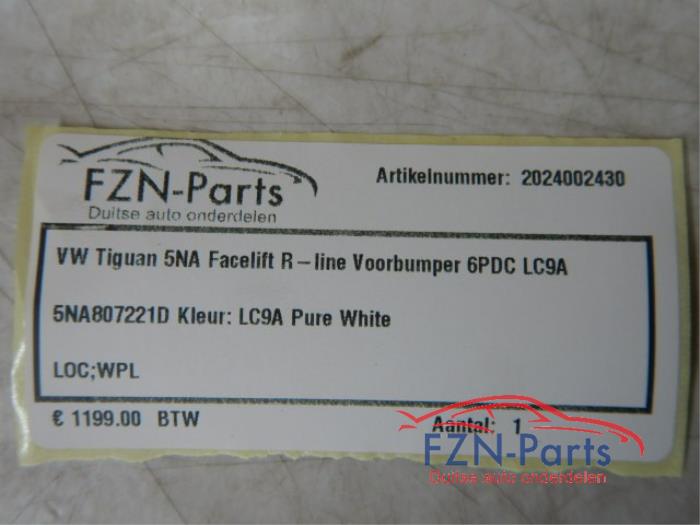 FZN-Parts
Duitse auto onderdelen
Artikelnummer: 2024002430
VW Tiguan 5NA Facelift R-line Voorbumper 6PDC LC9A
5NA807221D Kleur: LC9A Pure White
LOC;WPL
€ 1199.00 BTW
Aantal: 1
FZN-Parts
Duitse auto onderdelen